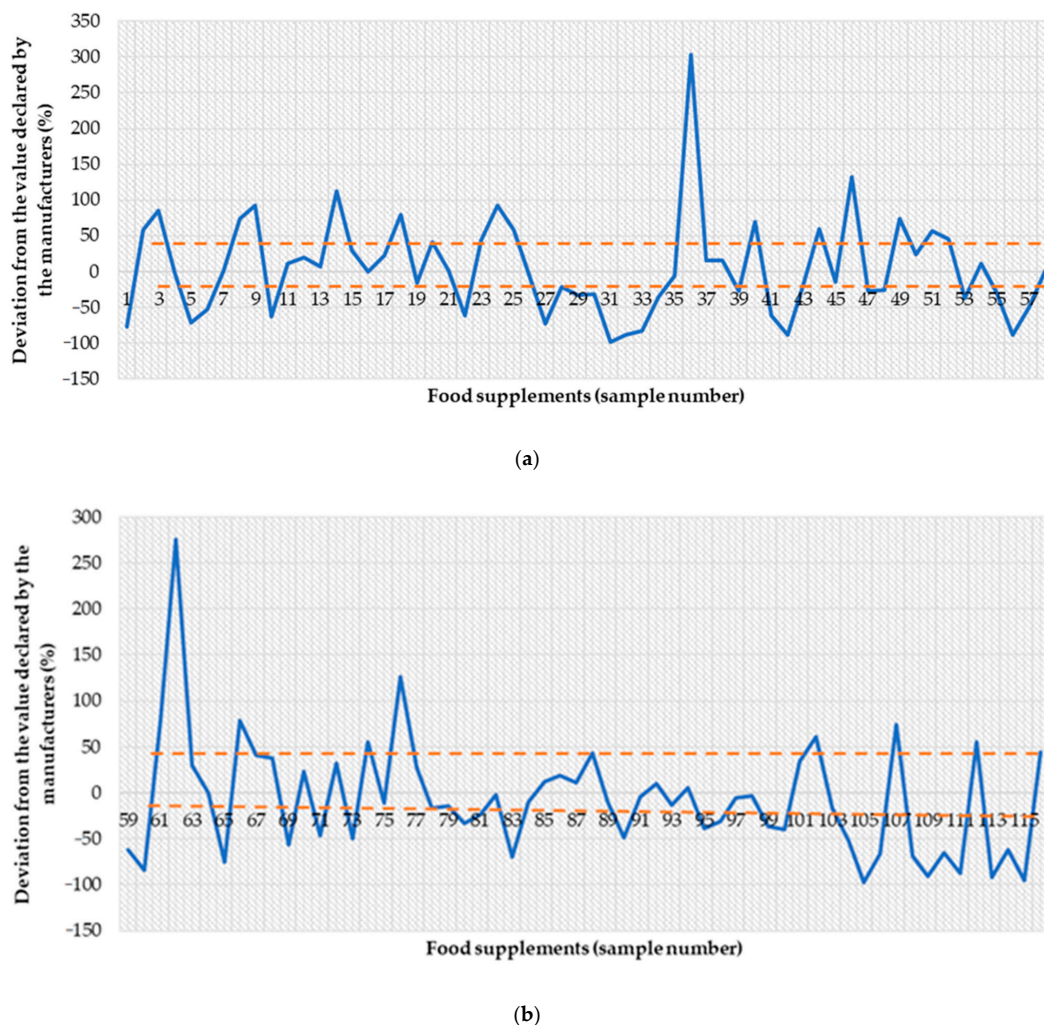 350
300
250
200
150
100
50
0
–50
–100
–150
Deviation from the value declared by
the manufacturers (%)
1 3 5 7 9 11 13 15 17 19 21 23 25 27 29 31 33 35 37 39 41 43 45 47 49 51 53 55 57
Food supplements (sample number)
(a)
300
250
200
150
100
50
0
–50
–100
–150
Deviation from the value declared by the
manufacturers (%)
59 61 63 65 67 69 71 73 75 77 79 81 83 85 87 89 91 93 95 97 99 101 103 105 107 109 111 113 115
Food supplements (sample number)
(b)